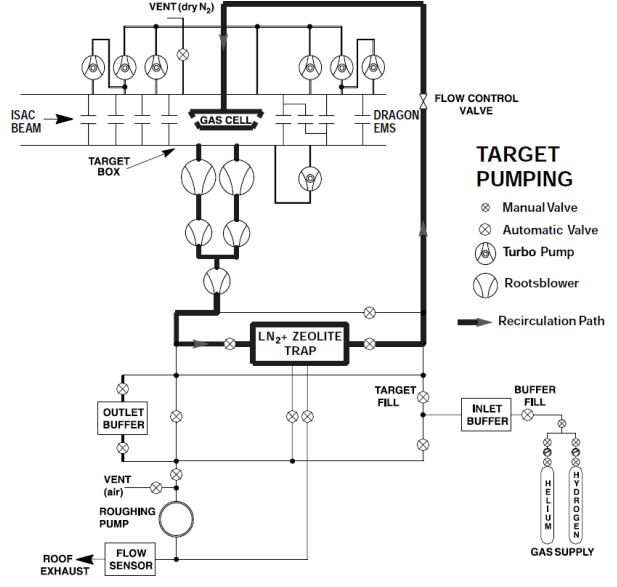 VENT (dry N₂)
ISAC
BEAM
GAS CELL
DRAGON
EMS
FLOW CONTROL
VALVE
TARGET
BOX
TARGET
PUMPING
Manual Valve
Automatic Valve
Turbo Pump
Rootsblower
Recirculation Path
LN₂+ ZEOLITE
TRAP
OUTLET
BUFFER
TARGET
FILL
INLET
BUFFER
BUFFER
FILL
VENT
(air)
ROUGHING
PUMP
HELIUM
HYDROGEN
GAS SUPPLY
ROOF
EXHAUST
FLOW
SENSOR